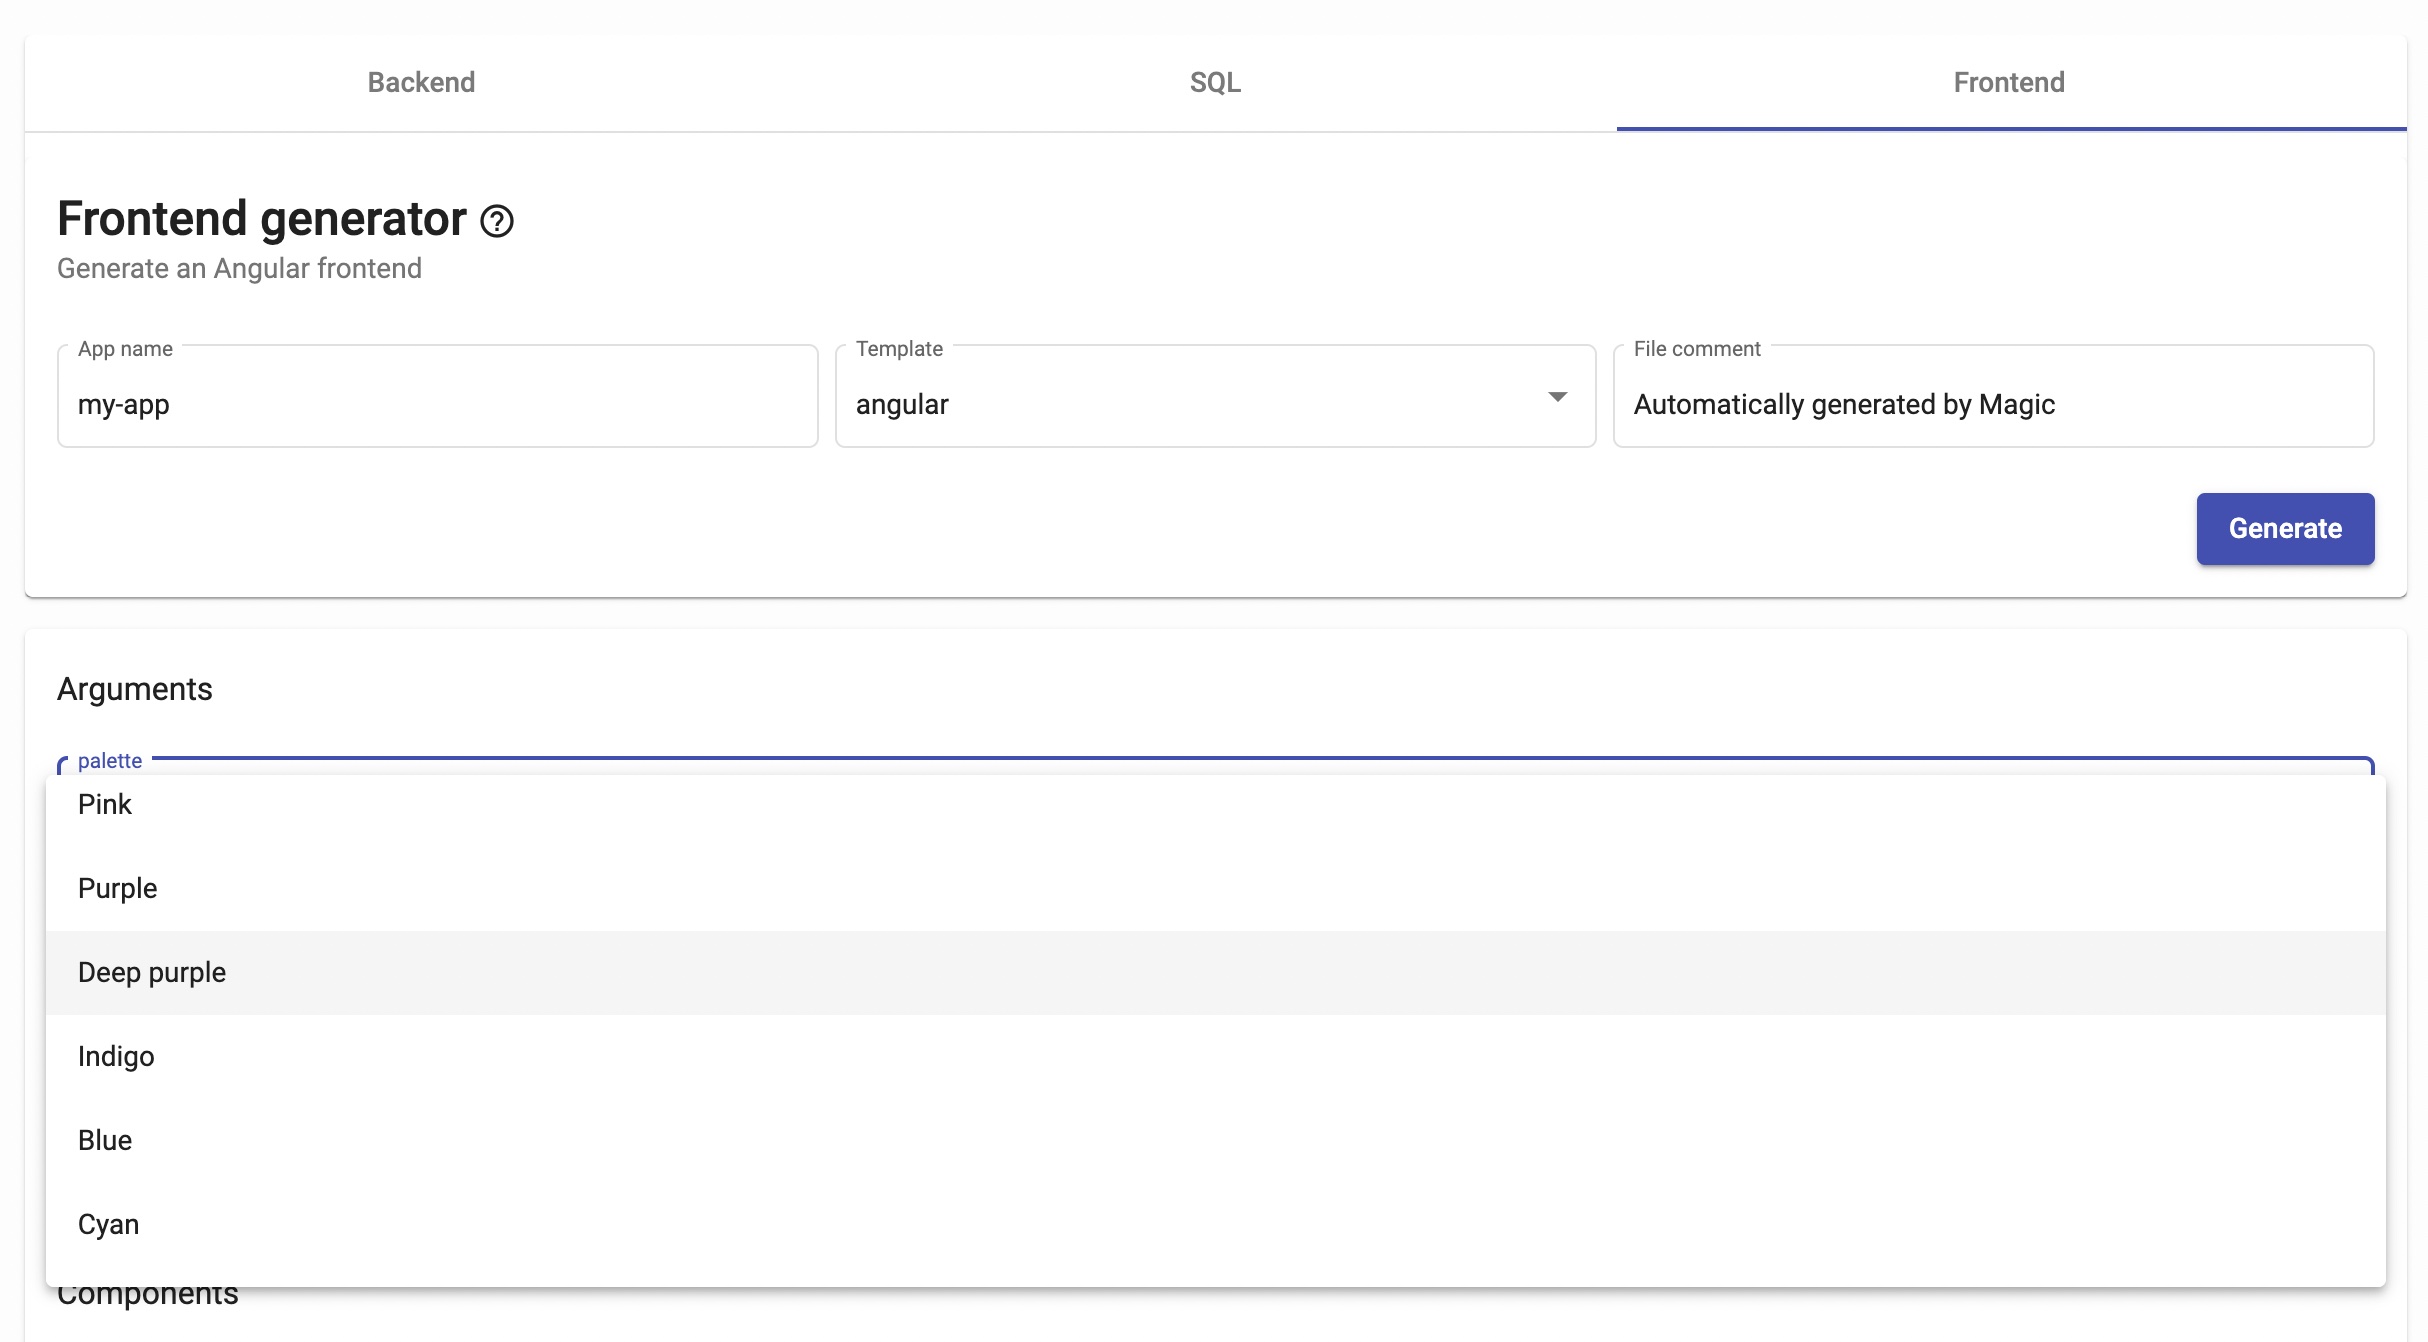 Backend SQL Frontend
Frontend generator
Generate an Angular frontend
App name Template File comment
my-app angular Automatically generated by Magic
Generate
Arguments
palette
Pink
Purple
Deep purple
Indigo
Blue
Cyan
Components